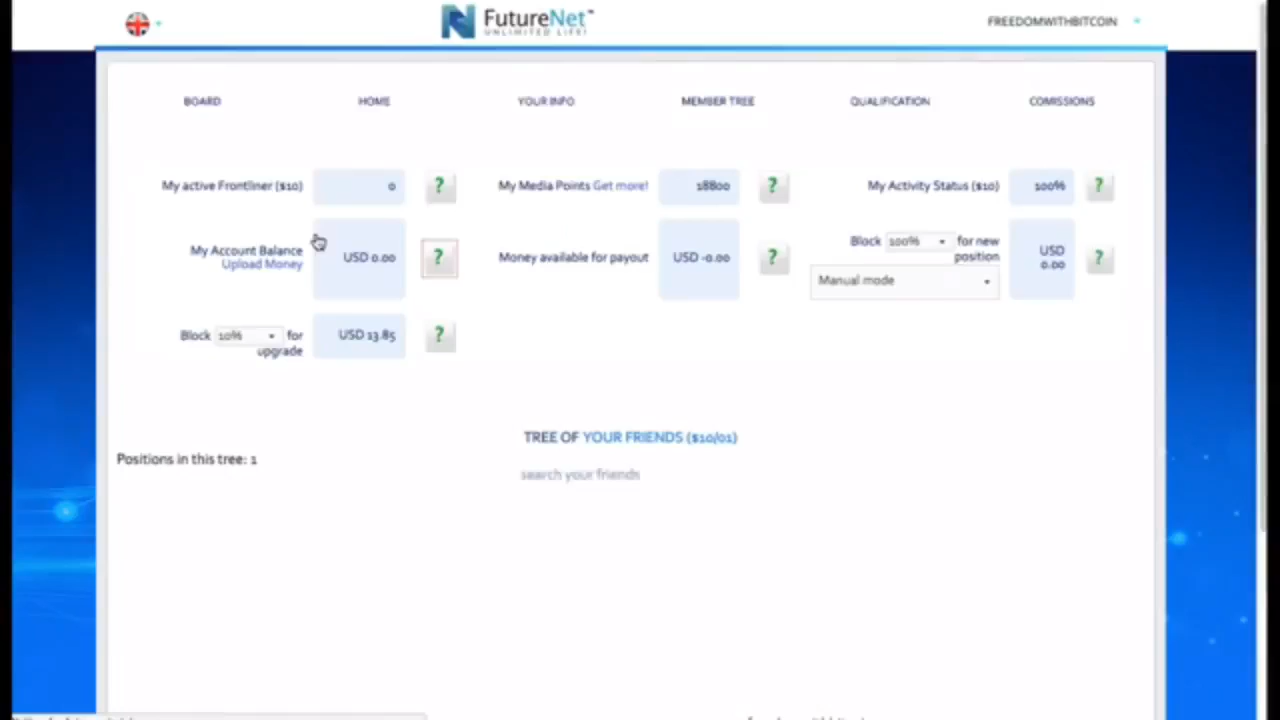 FutureNet™
UNLIMITED LIFE!
FREEDOMWITHBITCOIN
BOARD HOME YOUR INFO MEMBER TREE QUALIFICATION COMISSIONS
My active Frontliner ($10) 0 ? My Media Points Get more! 18800 ? My Activity Status ($10) 100% ?
My Account Balance
Upload Money
USD 0.00 ?
Money available for payout USD -0.00 ?
Block 100% for new
position
Manual mode
USD
0.00
?
Block 10% for
upgrade
USD 13.85 ?
TREE OF YOUR FRIENDS ($10/01)
Positions in this tree: 1
search your friends